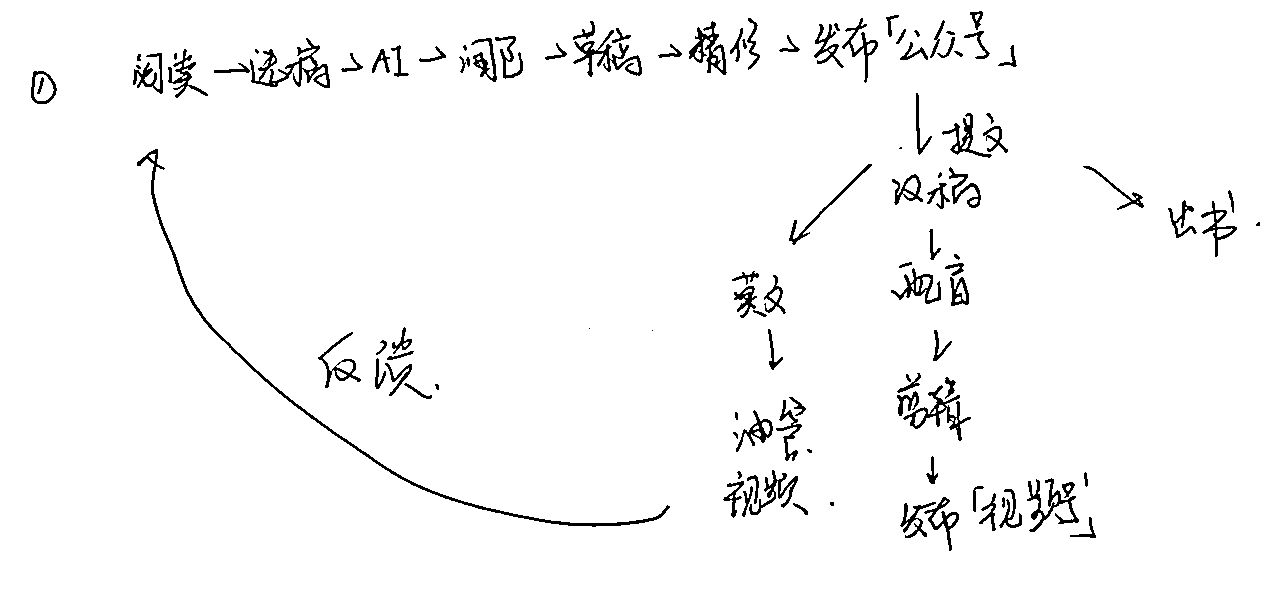 ① 阅读→选稿→AI→润色→草稿→精修→发布「公众号」
↓提文
改稿
出书.
↓
英文
配音
↓
↓
反馈.
剪辑
油管
↓
视频.
发布「视频号」